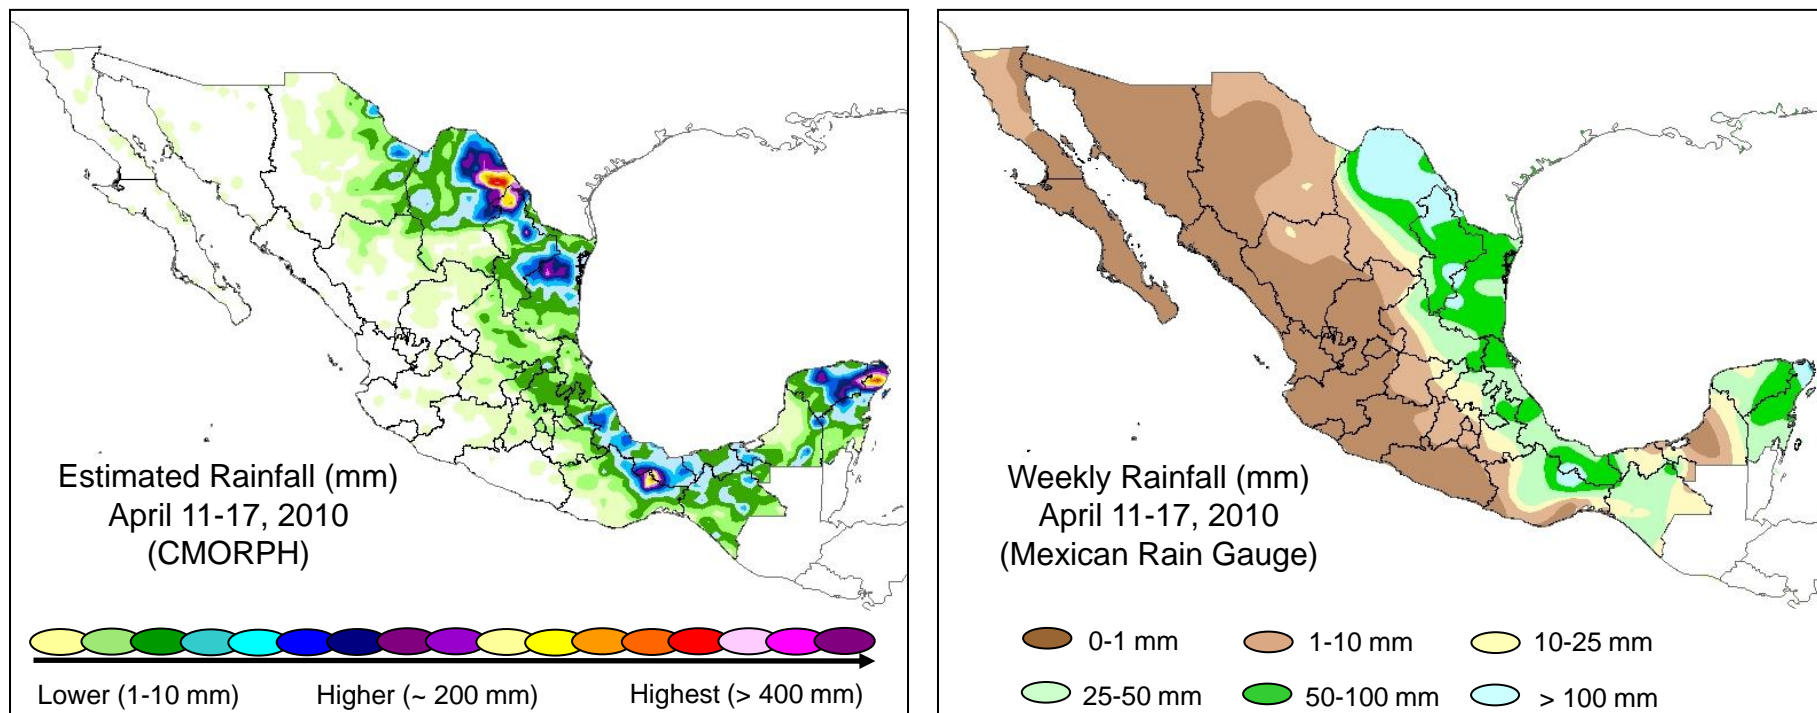 Estimated Rainfall (mm)
April 11-17, 2010
(CMORPH)
Lower (1-10 mm)
Higher (~ 200 mm)
Highest (> 400 mm)
Weekly Rainfall (mm)
April 11-17, 2010
(Mexican Rain Gauge)
0-1 mm
1-10 mm
10-25 mm
25-50 mm
50-100 mm
> 100 mm